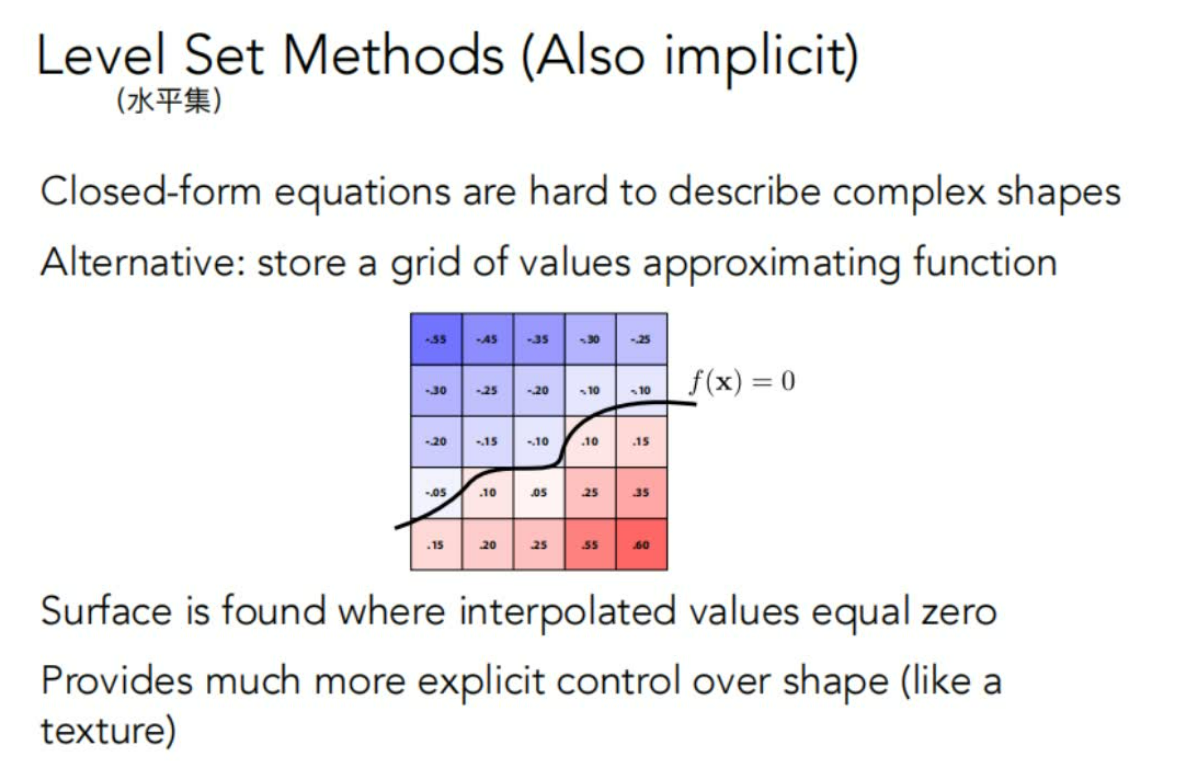 Level Set Methods (Also implicit)
(水平集)
Closed-form equations are hard to describe complex shapes
Alternative: store a grid of values approximating function
-.55 -.45 -.35 -.30 -.25
-.30 -.25 -.20 -.10 -.10
f(x) = 0
-.20 -.15 -.10 .10 .15
-.05 .10 .05 .25 .35
.15 .20 .25 .55 .60
Surface is found where interpolated values equal zero
Provides much more explicit control over shape (like a
texture)